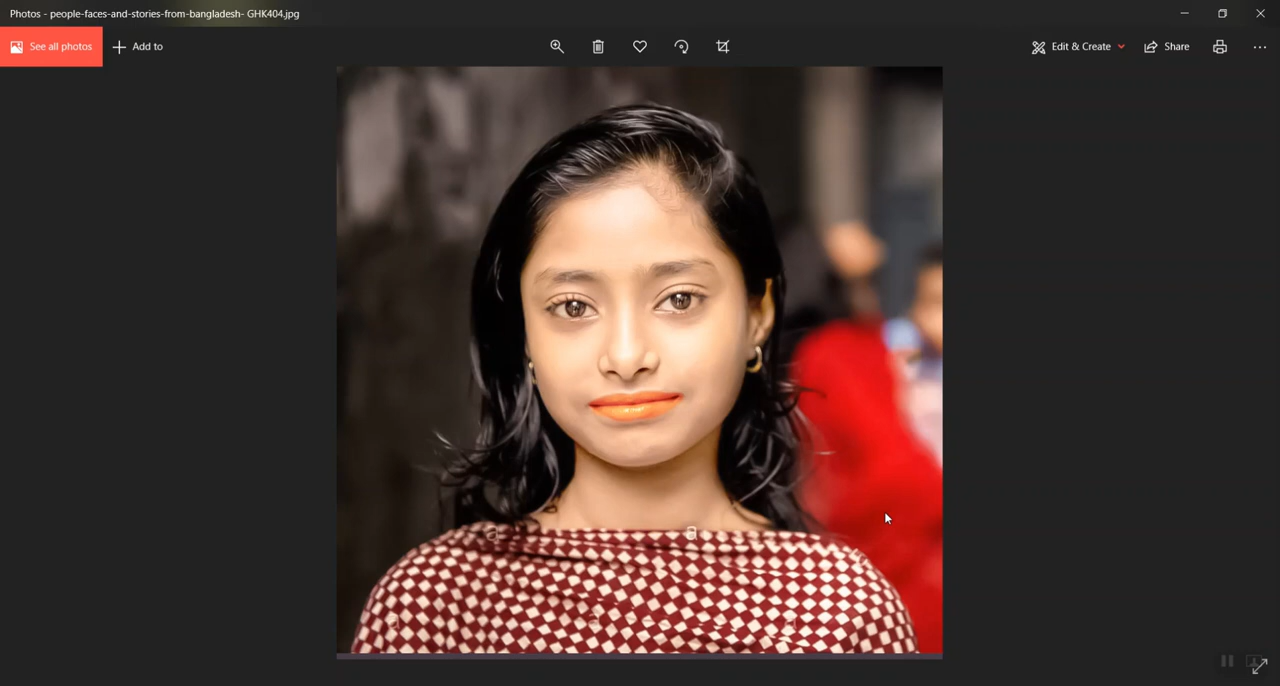 Photos - people-faces-and-stories-from-bangladesh- GHK404.jpg
See all photos
Add to
Edit & Create
Share
a
a
a
a
a